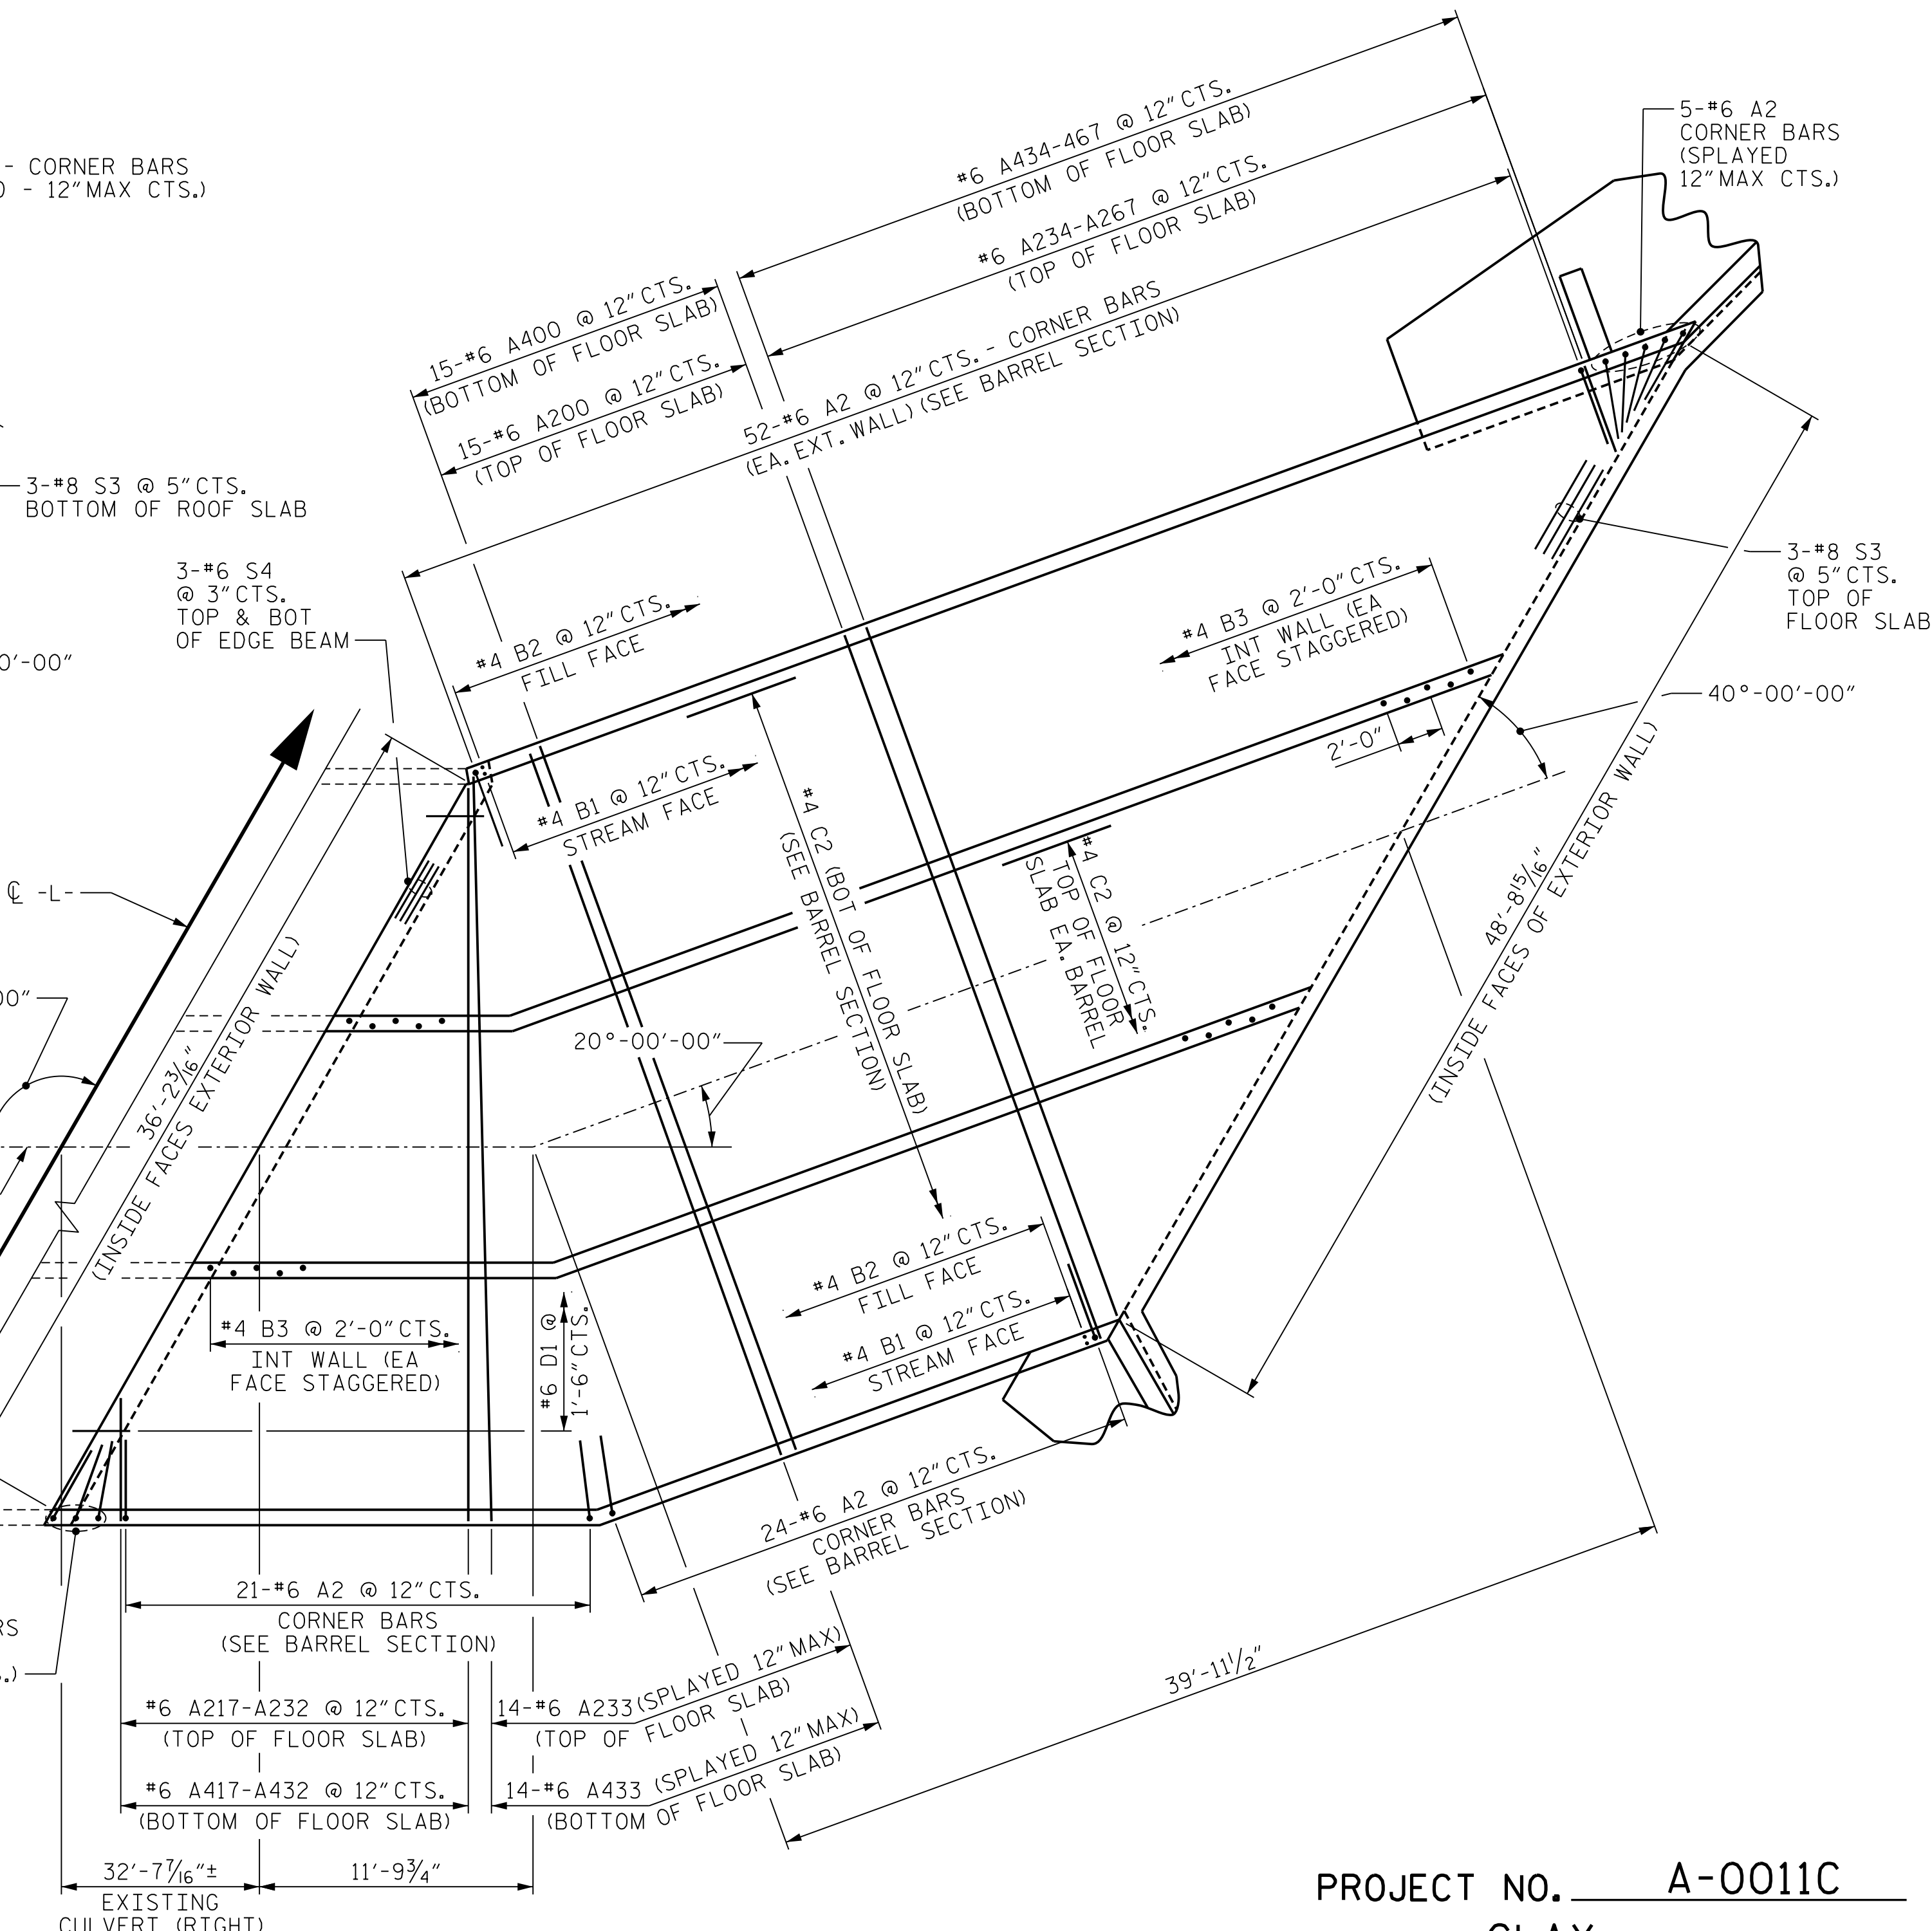 - CORNER BARS
- 12" MAX CTS.)
3-#8 S3 @ 5" CTS.
BOTTOM OF ROOF SLAB
3-#6 S4
@ 3" CTS.
TOP & BOT
OF EDGE BEAM
0'-00"
℄ -L-
00"
#6 A434-467 @ 12" CTS.
(BOTTOM OF FLOOR SLAB)
#6 A234-A267 @ 12" CTS.
(TOP OF FLOOR SLAB)
15-#6 A400 @ 12" CTS.
(BOTTOM OF FLOOR SLAB)
15-#6 A200 @ 12" CTS.
(TOP OF FLOOR SLAB)
52-#6 A2 @ 12" CTS. - CORNER BARS
(EA. EXT. WALL) (SEE BARREL SECTION)
5-#6 A2
CORNER BARS
(SPLAYED
12" MAX CTS.)
3-#8 S3
@ 5" CTS.
TOP OF
FLOOR SLAB
#4 B2 @ 12" CTS.
FILL FACE
#4 B1 @ 12" CTS.
STREAM FACE
#4 B3 @ 2'-0" CTS.
INT WALL (EA
FACE STAGGERED)
2'-0"
40°-00'-00"
#4 C2 (BOT OF FLOOR SLAB)
(SEE BARREL SECTION)
#4 C2 @ 12" CTS.
TOP OF FLOOR
SLAB EA. BARREL
20°-00'-00"
36'-2 3/16"
(INSIDE FACES EXTERIOR WALL)
48'-8 15/16"
(INSIDE FACES OF EXTERIOR WALL)
#4 B2 @ 12" CTS.
FILL FACE
#4 B1 @ 12" CTS.
STREAM FACE
#4 B3 @ 2'-0" CTS.
INT WALL (EA
FACE STAGGERED)
#6 D1 @
1'-6" CTS.
24-#6 A2 @ 12" CTS.
CORNER BARS
(SEE BARREL SECTION)
21-#6 A2 @ 12" CTS.
CORNER BARS
(SEE BARREL SECTION)
#6 A217-A232 @ 12" CTS.
(TOP OF FLOOR SLAB)
14-#6 A233 (SPLAYED 12" MAX)
(TOP OF FLOOR SLAB)
#6 A417-A432 @ 12" CTS.
(BOTTOM OF FLOOR SLAB)
14-#6 A433 (SPLAYED 12" MAX)
(BOTTOM OF FLOOR SLAB)
39'-11 1/2"
32'-7 7/16"±
EXISTING
CULVERT (RIGHT)
11'-9 3/4"
PROJECT NO. A-0011C
CLAY